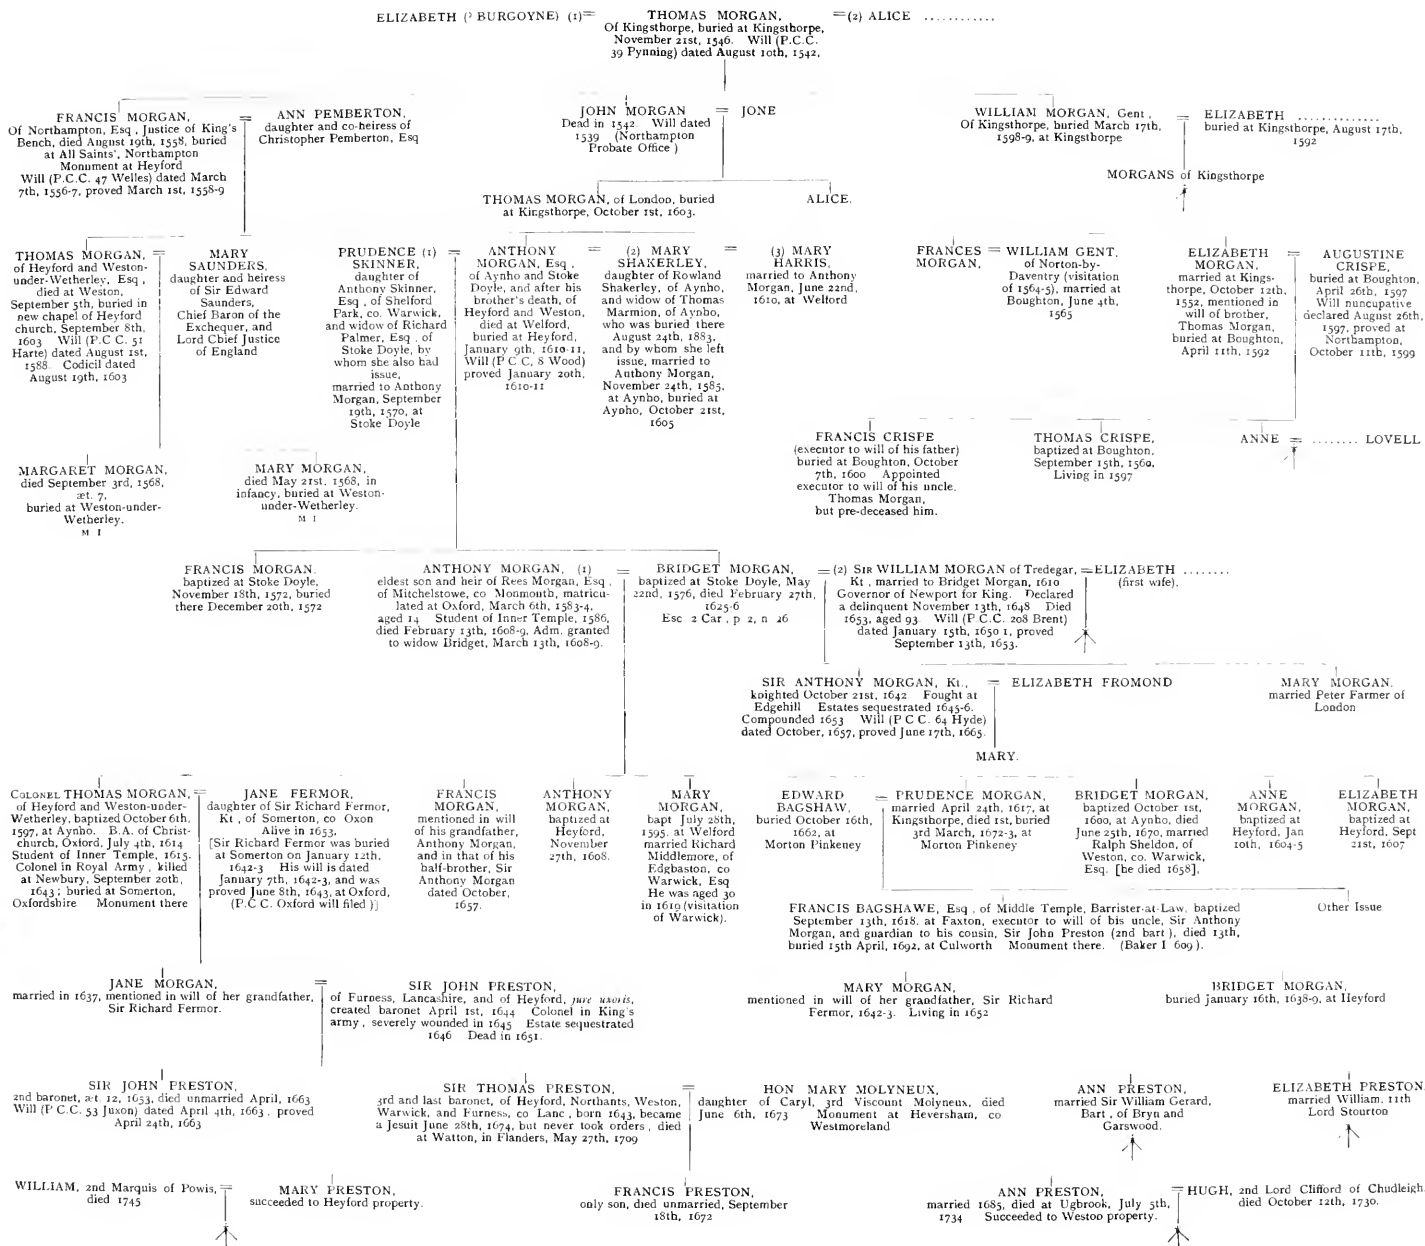 ELIZABETH (? BURGOYNE) (1)=
THOMAS MORGAN,
Of Kingsthorpe, buried at Kingsthorpe,
November 21st, 1546. Will (P.C.C.
39 Pynning) dated August 10th, 1542,
=(2) ALICE ............
FRANCIS MORGAN,
Of Northampton, Esq, Justice of King's
Bench, died August 19th, 1558, buried
at All Saints', Northampton
Monument at Heyford
Will (P.C.C. 47 Welles) dated March
7th, 1556-7, proved March 1st, 1558-9
=
ANN PEMBERTON,
daughter and co-heiress of
Christopher Pemberton, Esq
JOHN MORGAN
Dead in 1542. Will dated
1539 (Northampton
Probate Office)
= JONE
WILLIAM MORGAN, Gent,
Of Kingsthorpe, buried March 17th,
1598-9, at Kingsthorpe
=
ELIZABETH .............
buried at Kingsthorpe, August 17th,
1592
MORGANS of Kingsthorpe
THOMAS MORGAN, of London, buried
at Kingsthorpe, October 1st, 1603.
ALICE.
THOMAS MORGAN,
of Heyford and Weston-
under-Wetherley, Esq,
died at Weston,
September 5th, buried in
new chapel of Heyford
church, September 8th,
1603 Will (P.C C. 51
Harte) dated August 1st,
1588. Codicil dated
August 19th, 1603
=
MARY
SAUNDERS,
daughter and heiress
of Sir Edward
Saunders,
Chief Baron of the
Exchequer, and
Lord Chief Justice
of England
PRUDENCE (1)
SKINNER,
daughter of
Anthony Skinner,
Esq, of Shelford
Park, co. Warwick,
and widow of Richard
Palmer, Esq, of
Stoke Doyle, by
whom she also had
issue,
married to Anthony
Morgan, September
19th, 1570, at
Stoke Doyle
=
ANTHONY
MORGAN, Esq,
of Aynho and Stoke
Doyle, and after his
brother's death, of
Heyford and Weston,
died at Welford,
buried at Heyford,
January 9th, 1610-11,
Will (P C C, 8 Wood)
proved January 20th,
1610-11
=
(2) MARY
SHAKERLEY,
daughter of Rowland
Shakerley, of Aynho,
and widow of Thomas
Marmion, of Aynho,
who was buried there
August 24th, 1883,
and by whom she left
issue, married to
Anthony Morgan,
November 24th, 1585,
at Aynho, buried at
Aynho, October 21st,
1605
=
(3) MARY
HARRIS,
married to Anthony
Morgan, June 22nd,
1610, at Welford
FRANCES
MORGAN,
=
WILLIAM GENT,
of Norton-by-
Daventry (visitation
of 1564-5), married at
Boughton, June 4th,
1565
ELIZABETH
MORGAN,
married at Kings-
thorpe, October 12th,
1552, mentioned in
will of brother,
Thomas Morgan,
buried at Boughton,
April 11th, 1592
=
AUGUSTINE
CRISPE,
buried at Boughton,
April 26th, 1597
Will nuncupative
declared August 26th,
1597, proved at
Northampton,
October 11th, 1599
MARGARET MORGAN,
died September 3rd, 1568,
æt. 7,
buried at Weston-under-
Wetherley.
M I
MARY MORGAN,
died May 21st, 1568, in
infancy, buried at Weston-
under-Wetherley.
M I
FRANCIS CRISPE
(executor to will of his father)
buried at Boughton, October
7th, 1600 Appointed
executor to will of his uncle,
Thomas Morgan,
but pre-deceased him.
THOMAS CRISPE,
baptized at Boughton,
September 15th, 1560,
Living in 1597
ANNE = ........ LOVELL
FRANCIS MORGAN.
baptized at Stoke Doyle,
November 18th, 1572, buried
there December 20th, 1572
ANTHONY MORGAN, (1)
eldest son and heir of Rees Morgan, Esq,
of Mitchelstowe, co Monmouth, matricu-
lated at Oxford, March 6th, 1583-4,
aged 14 Student of Inner Temple, 1586,
died February 13th, 1608-9, Adm. granted
to widow Bridget, March 13th, 1608-9.
=
BRIDGET MORGAN,
baptized at Stoke Doyle, May
22nd, 1576, died February 27th,
1625-6
Esc 2 Car, p 2, n 26
= (2) SIR WILLIAM MORGAN of Tredegar,
Kt, married to Bridget Morgan, 1610
Governor of Newport for King. Declared
a delinquent November 13th, 1648 Died
1653, aged 93. Will (P.C.C. 208 Brent)
dated January 15th, 1650 1, proved
September 13th, 1653.
=ELIZABETH ........
(first wife).
SIR ANTHONY MORGAN, Kt.,
knighted October 21st, 1642 Fought at
Edgehill Estates sequestrated 1645-6.
Compounded 1653 Will (P C C. 64 Hyde)
dated October, 1657, proved June 17th, 1665.
= ELIZABETH FROMOND
MARY MORGAN.
married Peter Farmer of
London
MARY.
COLONEL THOMAS MORGAN,
of Heyford and Weston-under-
Wetherley, baptized October 6th,
1597, at Aynho. B.A. of Christ-
church, Oxford, July 4th, 1614
Student of Inner Temple, 1615.
Colonel in Royal Army, killed
at Newbury, September 20th,
1643; buried at Somerton,
Oxfordshire Monument there
=
JANE FERMOR,
daughter of Sir Richard Fermor,
Kt, of Somerton, co Oxon
Alive in 1653.
[Sir Richard Fermor was buried
at Somerton on January 12th,
1642-3 His will is dated
January 7th, 1642-3, and was
proved June 8th, 1643, at Oxford,
(P.C C. Oxford will filed)]
FRANCIS
MORGAN,
mentioned in will
of his grandfather,
Anthony Morgan,
and in that of his
half-brother, Sir
Anthony Morgan
dated October,
1657.
ANTHONY
MORGAN,
baptized at
Heyford,
November
27th, 1608.
MARY
MORGAN,
bapt July 28th,
1595, at Welford
married Richard
Middlemore, of
Edgbaston, co
Warwick, Esq
He was aged 30
in 1619 (visitation
of Warwick).
EDWARD
BAGSHAW,
buried October 16th,
1662, at
Morton Pinkeney
=
PRUDENCE MORGAN,
married April 24th, 1617, at
Kingsthorpe, died 1st, buried
3rd March, 1672-3, at
Morton Pinkeney
BRIDGET MORGAN,
baptized October 1st,
1600, at Aynho, died
June 25th, 1670, married
Ralph Sheldon, of
Weston, co. Warwick,
Esq. [he died 1658],
ANNE
MORGAN,
baptized at
Heyford, Jan
10th, 1604-5
ELIZABETH
MORGAN,
baptized at
Heyford, Sept
21st, 1607
FRANCIS BAGSHAWE, Esq, of Middle Temple, Barrister-at-Law, baptized
September 13th, 1618, at Faxton, executor to will of his uncle, Sir Anthony
Morgan, and guardian to his cousin, Sir John Preston (2nd bart), died 13th,
buried 15th April, 1692, at Culworth Monument there. (Baker I 609).
Other Issue
JANE MORGAN,
married in 1637, mentioned in will of her grandfather,
Sir Richard Fermor.
=
SIR JOHN PRESTON,
of Furness, Lancashire, and of Heyford, jure uxoris,
created baronet April 1st, 1644 Colonel in King's
army, severely wounded in 1645 Estate sequestrated
1646 Dead in 1651.
MARY MORGAN,
mentioned in will of her grandfather, Sir Richard
Fermor, 1642-3. Living in 1652
BRIDGET MORGAN,
buried January 16th, 1638-9, at Heyford
SIR JOHN PRESTON,
2nd baronet, æt. 12, 1653, died unmarried April, 1663
Will (P C.C. 53 Juxon) dated April 4th, 1663, proved
April 24th, 1663
SIR THOMAS PRESTON,
3rd and last baronet, of Heyford, Northants, Weston,
Warwick, and Furness, co Lanc, born 1643, became
a Jesuit June 28th, 1674, but never took orders, died
at Watton, in Flanders, May 27th, 1709
=
HON MARY MOLYNEUX,
daughter of Caryl, 3rd Viscount Molyneux, died
June 6th, 1673 Monument at Heversham, co
Westmoreland
ANN PRESTON,
married Sir William Gerard,
Bart, of Bryn and
Garswood.
ELIZABETH PRESTON.
married William, 11th
Lord Stourton
WILLIAM, 2nd Marquis of Powis,
died 1745
=
MARY PRESTON,
succeeded to Heyford property.
FRANCIS PRESTON,
only son, died unmarried, September
18th, 1672
ANN PRESTON,
married 1685, died at Ugbrook, July 5th,
1734 Succeeded to Weston property.
= HUGH, 2nd Lord Clifford of Chudleigh.
died October 12th, 1730.